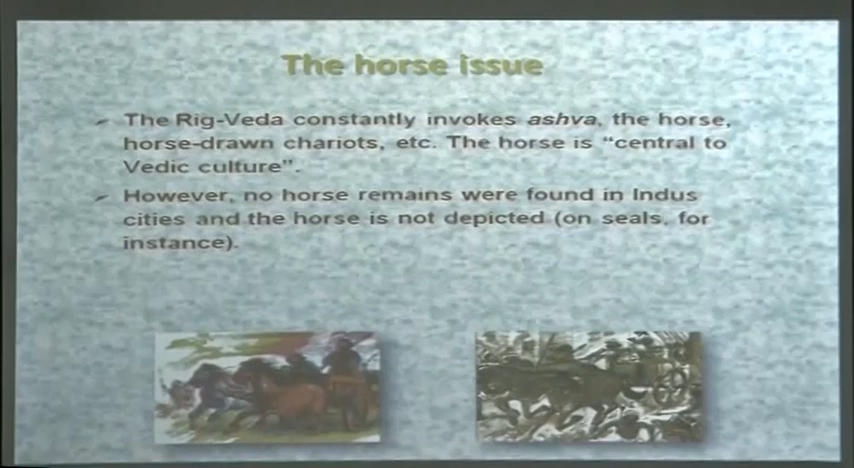 The horse issue
The Rig-Veda constantly invokes ashva, the horse,
horse-drawn chariots, etc. The horse is “central to
Vedic culture”.
However, no horse remains were found in Indus
cities and the horse is not depicted (on seals, for
instance).